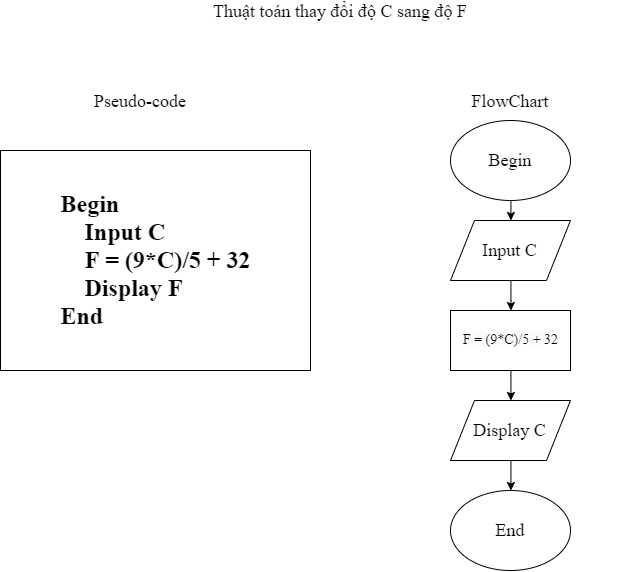 Thuật toán thay đổi độ C sang độ F
Pseudo-code
Begin
Input C
F = (9*C)/5 + 32
Display F
End
FlowChart
Begin
Input C
F = (9*C)/5 + 32
Display C
End